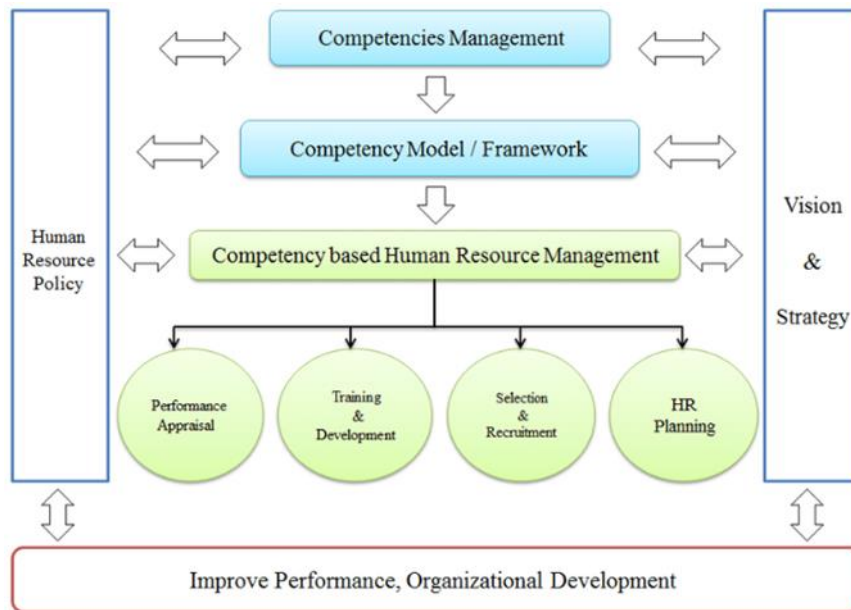 Competencies Management
Competency Model / Framework
Human
Resource
Policy
Competency based Human Resource Management
Vision
&
Strategy
Performance
Appraisal
Training
&
Development
Selection
&
Recruitment
HR
Planning
Improve Performance, Organizational Development